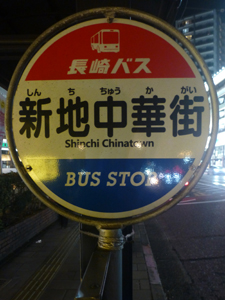 長崎バス
しん ち ちゅう か がい
新地中華街
Shinchi Chinatown
BUS STOP